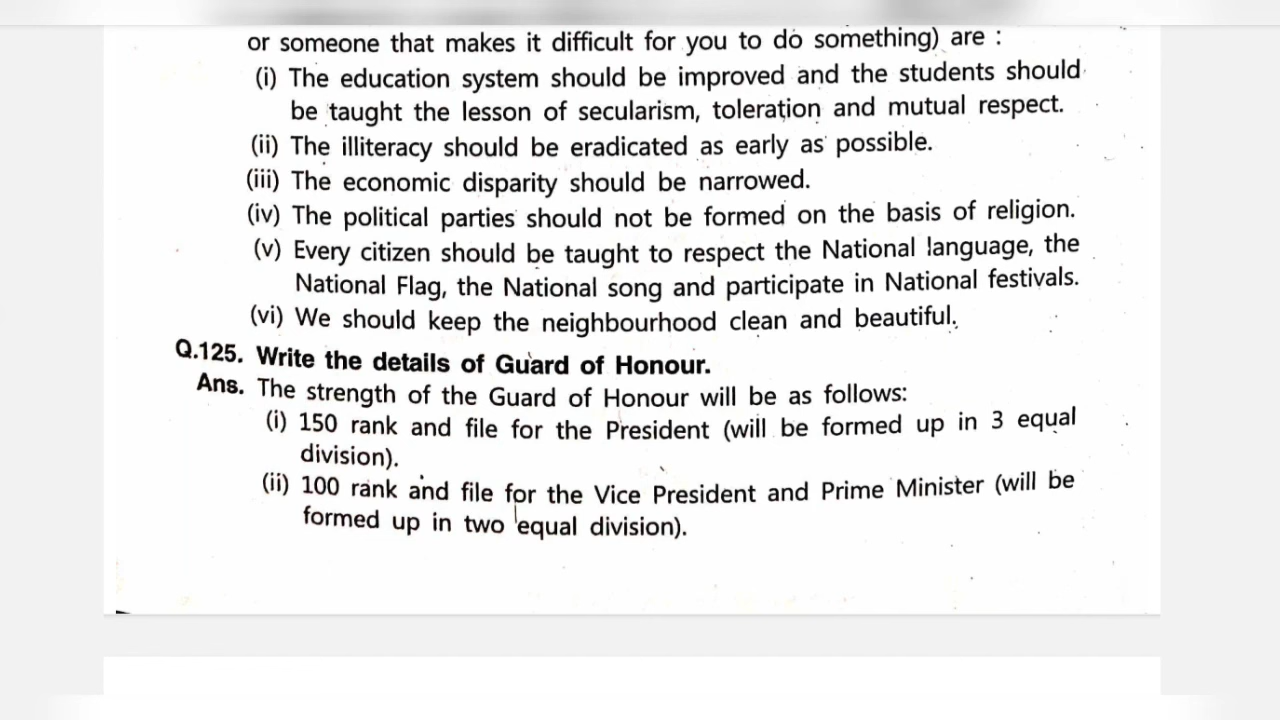 or someone that makes it difficult for you to do something) are :
(i) The education system should be improved and the students should
be taught the lesson of secularism, toleration and mutual respect.
(ii) The illiteracy should be eradicated as early as possible.
(iii) The economic disparity should be narrowed.
(iv) The political parties should not be formed on the basis of religion.
(v) Every citizen should be taught to respect the National language, the
National Flag, the National song and participate in National festivals.
(vi) We should keep the neighbourhood clean and beautiful.
Q.125. Write the details of Guard of Honour.
Ans. The strength of the Guard of Honour will be as follows:
(i) 150 rank and file for the President (will be formed up in 3 equal
division).
(ii) 100 rank and file for the Vice President and Prime Minister (will be
formed up in two equal division).